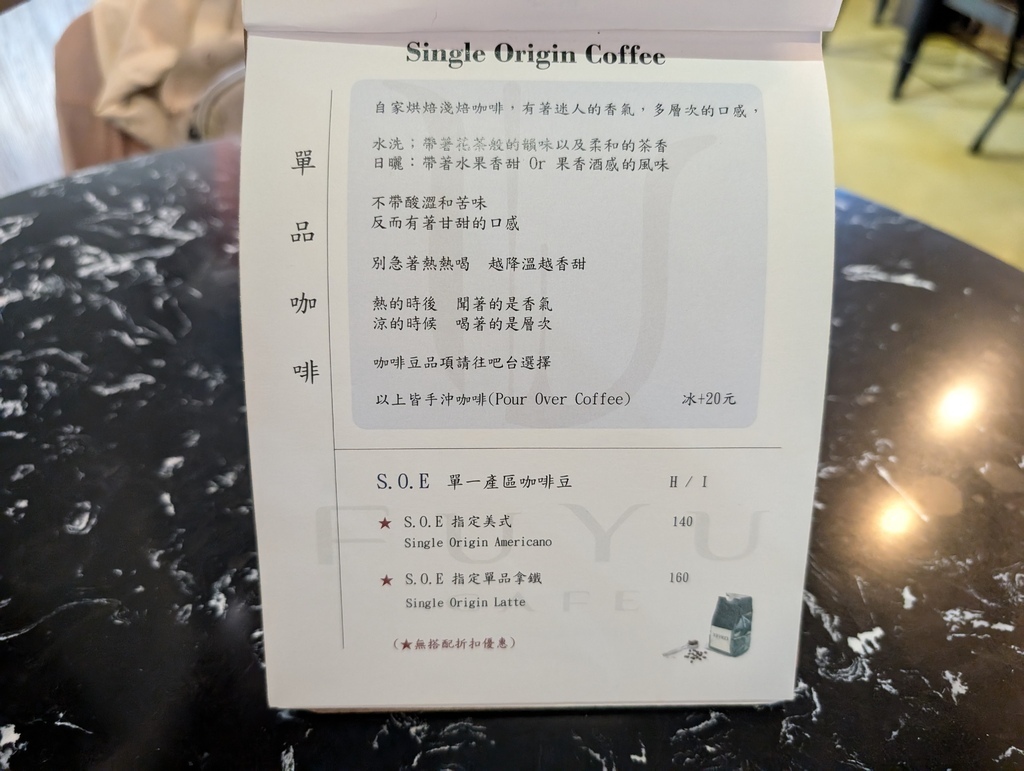 Single Origin Coffee
單品咖啡
自家烘焙淺焙咖啡，有著迷人的香氣，多層次的口感，
水洗；帶著花茶般的韻味以及柔和的茶香
日曬：帶著水果香甜 Or 果香酒感的風味
不帶酸澀和苦味
反而有著甘甜的口感
別急著熱熱喝　越降溫越香甜
熱的時後　聞著的是香氣
涼的時候　喝著的是層次
咖啡豆品項請往吧台選擇
以上皆手沖咖啡(Pour Over Coffee)　冰+20元
S.O.E 單一產區咖啡豆　H / I
★ S.O.E 指定美式　140
Single Origin Americano
★ S.O.E 指定單品拿鐵　160
Single Origin Latte
(★無搭配折扣優惠)
FUYU
CAFE